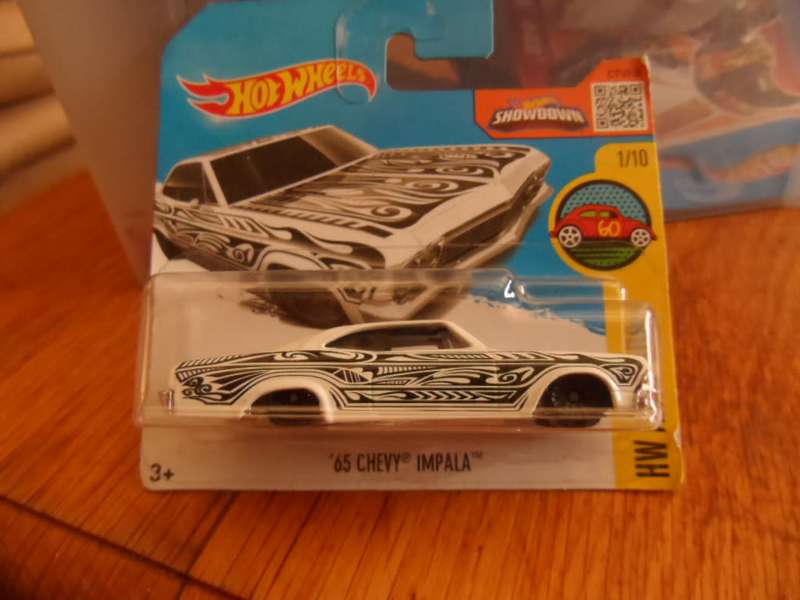 HOT WHEELS
SHOWDOWN
1/10
60
'65 CHEVY® IMPALA™
3+
HW